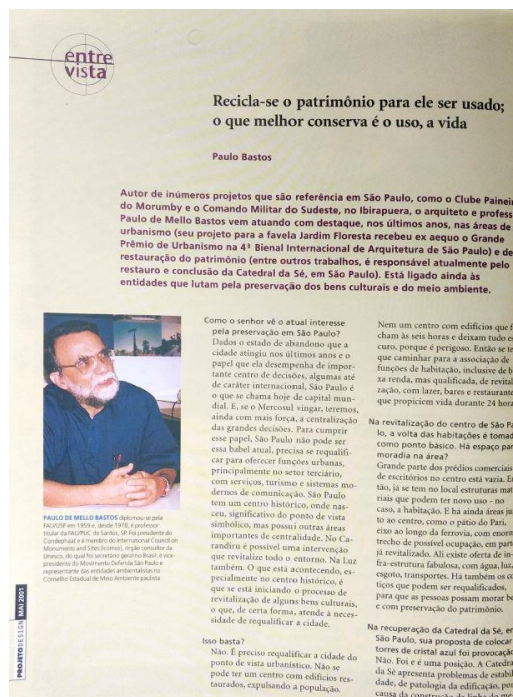 entre
vista
Recicla-se o patrimônio para ele ser usado;
o que melhor conserva é o uso, a vida
Paulo Bastos
Autor de inúmeros projetos que são referência em São Paulo, como o Clube
do Morumby e o Comando Militar do Sudeste, no Ibirapuera, o arquiteto e
Paulo de Mello Bastos vem atuando com destaque, nos últimos anos, nas áreas de
urbanismo (seu projeto para a favela Jardim Floresta recebeu ex aequo o Grande
Prêmio de Urbanismo na 4ª Bienal Internacional de Arquitetura de São Paulo) e de
restauração do patrimônio (entre outros trabalhos, é responsável atualmente pelo
restauro e conclusão da Catedral da Sé, em São Paulo). Está ligado ainda às
entidades que lutam pela preservação dos bens culturais e do meio ambiente.
PAULO DE MELLO BASTOS diplomou-se pela
FAU/USP em 1959 e, desde 1978, é professor
titular da FAU/PUC de Santos, SP. Foi presidente do
Condephaat e é membro do International Council on
Monuments and Sites (Icomos), órgão consultor da
Unesco, do qual foi secretário geral no Brasil; é vice-
presidente do Movimento Defenda São Paulo e
representante das entidades ambientalistas no
Conselho Estadual de Meio Ambiente paulista
PROJETODESIGN MAI 2001
Como o senhor vê o atual interesse
pela preservação em São Paulo?
Dados o estado de abandono que a
cidade atingiu nos últimos anos e o
papel que ela desempenha de impor-
tante centro de decisões, algumas até
de caráter internacional, São Paulo é
o que se chama hoje de capital mun-
dial. E, se o Mercosul vingar, teremos,
ainda com mais força, a centralização
das grandes decisões. Para cumprir
esse papel, São Paulo não pode ser
essa babel atual, precisa se requalifi-
car para oferecer funções urbanas,
principalmente no setor terciário,
com serviços, turismo e sistemas mo-
dernos de comunicação. São Paulo
tem um centro histórico, onde nas-
ceu, significativo do ponto de vista
simbólico, mas possui outras áreas
importantes de centralidade. No Ca-
randiru é possível uma intervenção
que revitalize todo o entorno. Na Luz
também. O que está acontecendo, es-
pecialmente no centro histórico, é
que se está iniciando o processo de
revitalização de alguns bens culturais,
o que, de certa forma, atende à neces-
sidade de requalificar a cidade.
Isso basta?
Não. É preciso requalificar a cidade do
ponto de vista urbanístico. Não se
pode ter um centro com edifícios res-
taurados, expulsando a população.
Nem um centro com edifícios que
cham às seis horas e deixam tudo
curo, porque é perigoso. Então se
que caminhar para a associação de
funções de habitação, inclusive de
xa renda, mas qualificada, de
zação, com lazer, bares e
que propiciem vida durante 24
Na revitalização do centro de São
lo, a volta das habitações é
como ponto básico. Há espaço
moradia na área?
Grande parte dos prédios comerciais
de escritórios no centro está vazia.
tão, já se tem no local estruturas
riais que podem ter novo uso - no
caso, a habitação. E há ainda áreas
to ao centro, como o pátio do Pari,
eixo ao longo da ferrovia, com
trecho de possível ocupação, em
já revitalizado. Ali existe oferta de in-
fra-estrutura fabulosa, com água, luz,
esgoto, transportes. Há também os
tiços que podem ser requalificados,
para que as pessoas possam morar
e com preservação do patrimônio.
Na recuperação da Catedral da Sé,
São Paulo, sua proposta de colocar
torres de cristal azul foi provocação
Não. Foi e é uma posição. A
da Sé apresenta problemas de
dade, de patologia da edificação, por
causa da construção da linha do